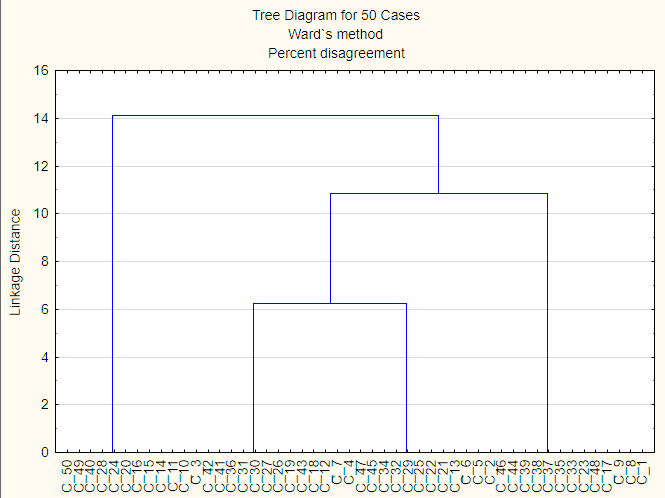 Tree Diagram for 50 Cases
Ward`s method
Percent disagreement
16
14
12
10
8
6
4
2
0
Linkage Distance
C_50
C_49
C_40
C_28
C_24
C_20
C_16
C_15
C_14
C_11
C_10
C_3
C_42
C_41
C_36
C_31
C_30
C_27
C_26
C_19
C_43
C_18
C_12
C_7
C_4
C_47
C_45
C_34
C_32
C_29
C_25
C_22
C_21
C_13
C_6
C_5
C_2
C_46
C_44
C_39
C_38
C_37
C_35
C_33
C_23
C_48
C_17
C_9
C_8
C_1